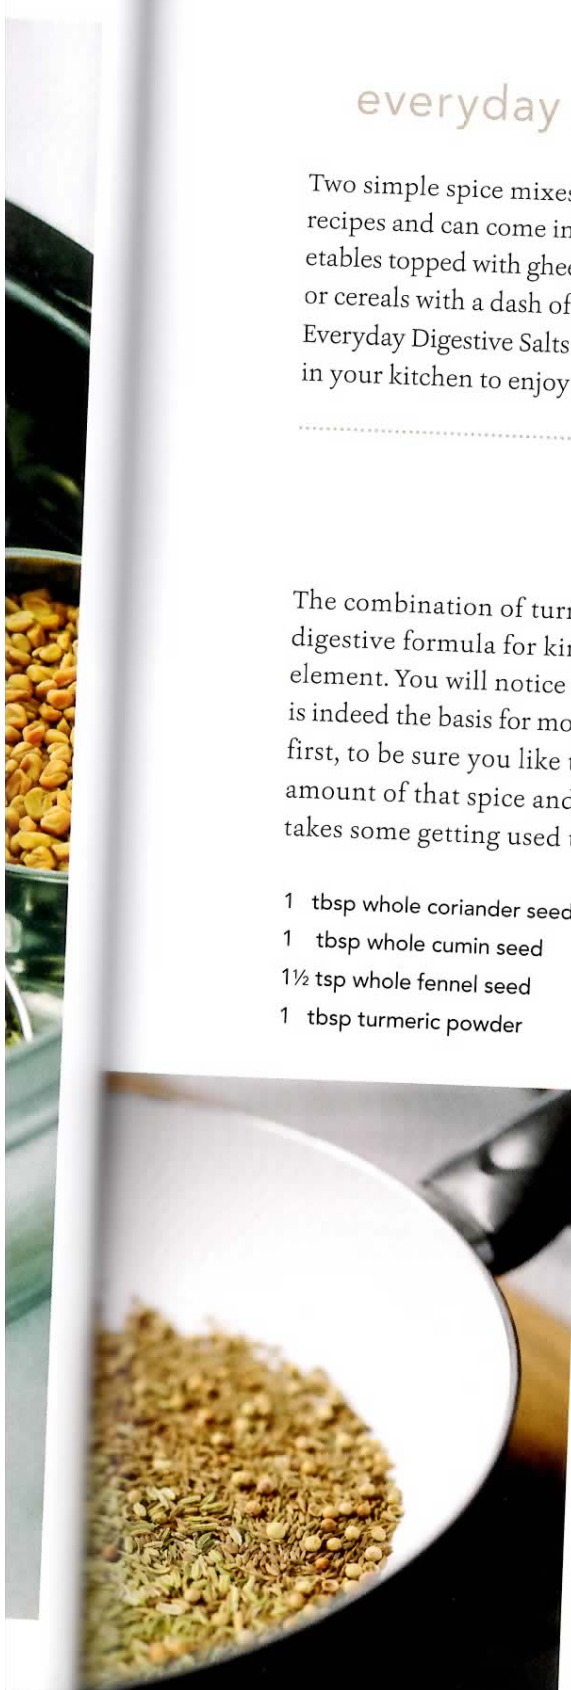 everyday
Two simple spice mixes
recipes and can come in
etables topped with ghee
or cereals with a dash of
Everyday Digestive Salts
in your kitchen to enjoy
The combination of
digestive formula for
element. You will notice
is indeed the basis for
first, to be sure you like
amount of that spice and
takes some getting used
1 tbsp whole coriander seed
1 tbsp whole cumin seed
1½ tsp whole fennel seed
1 tbsp turmeric powder